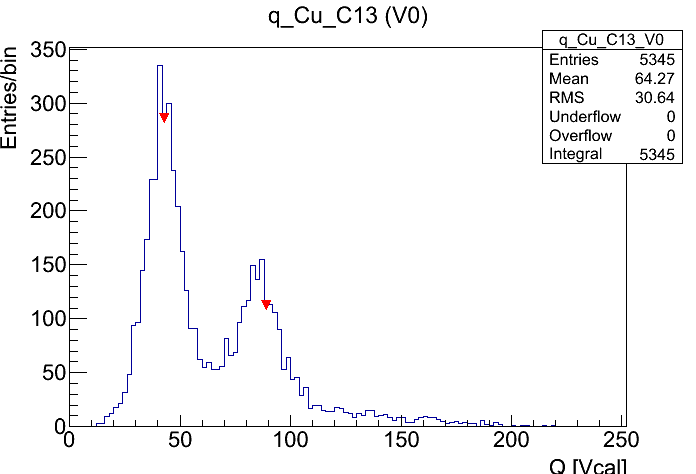 q_Cu_C13 (V0)
q_Cu_C13_V0
Entries 5345
Mean 64.27
RMS 30.64
Underflow 0
Overflow 0
Integral 5345
Entries/bin
350
300
250
200
150
100
50
0
0 50 100 150 200 250
Q [Vcal]